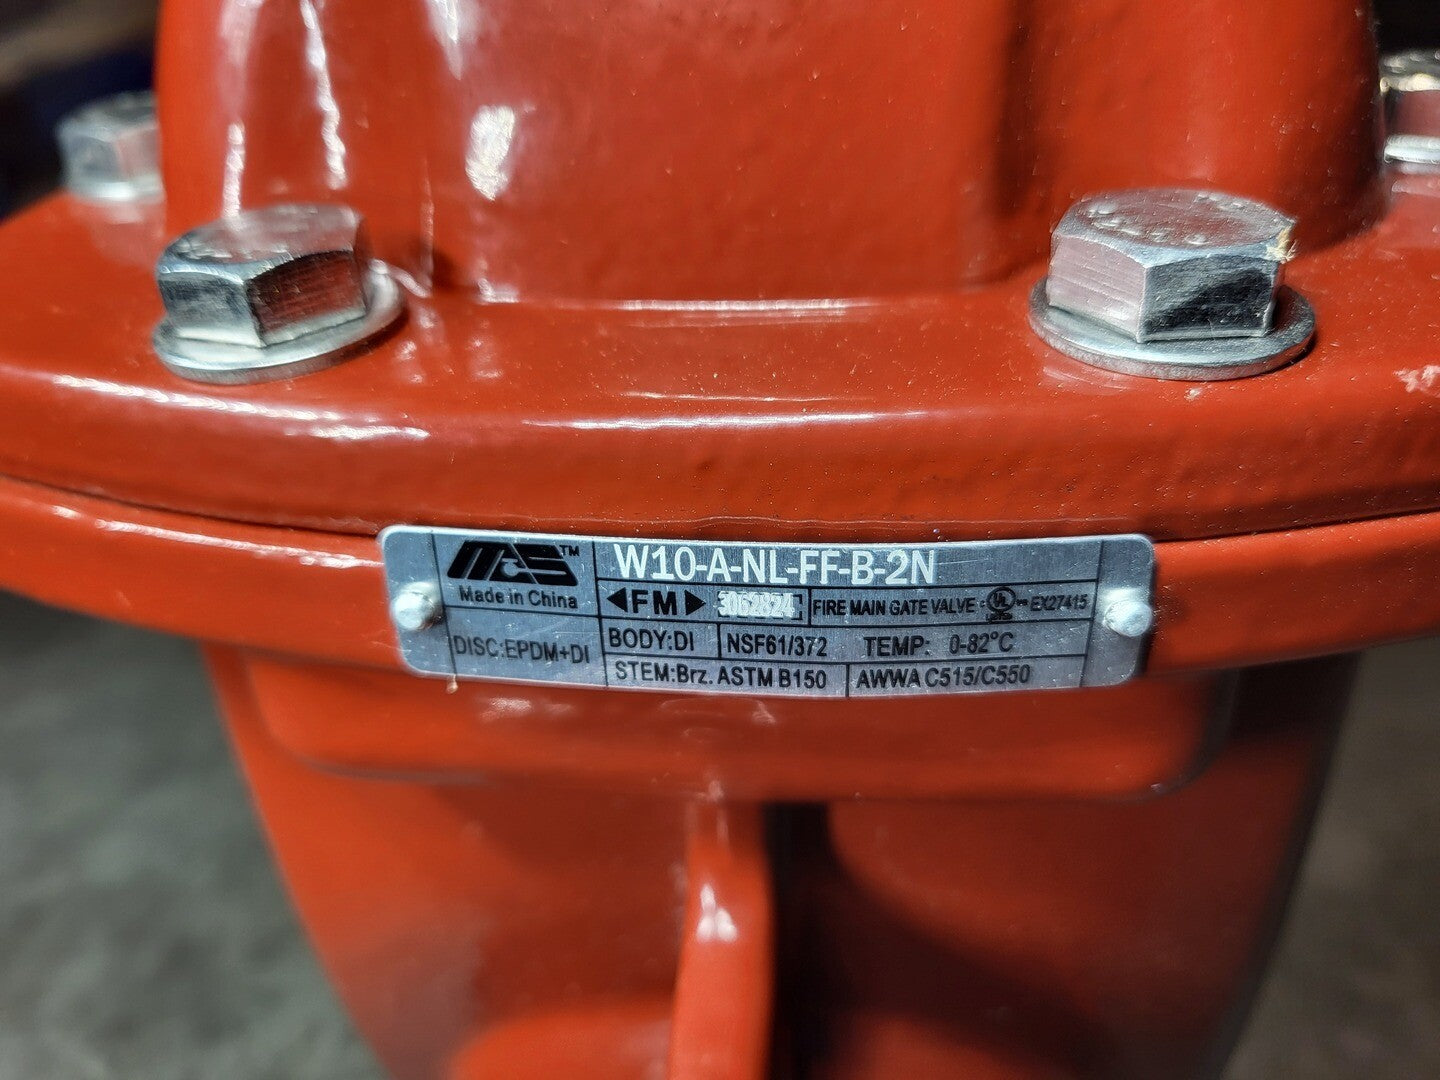 W10-A-NL-FF-B-2N
Made in China
FM 3062824 FIRE MAIN GATE VALVE UL EX27415
DISC:EPDM+DI
BODY:DI NSF61/372 TEMP: 0-82°C
STEM:Brz. ASTM B150 AWWA C515/C550